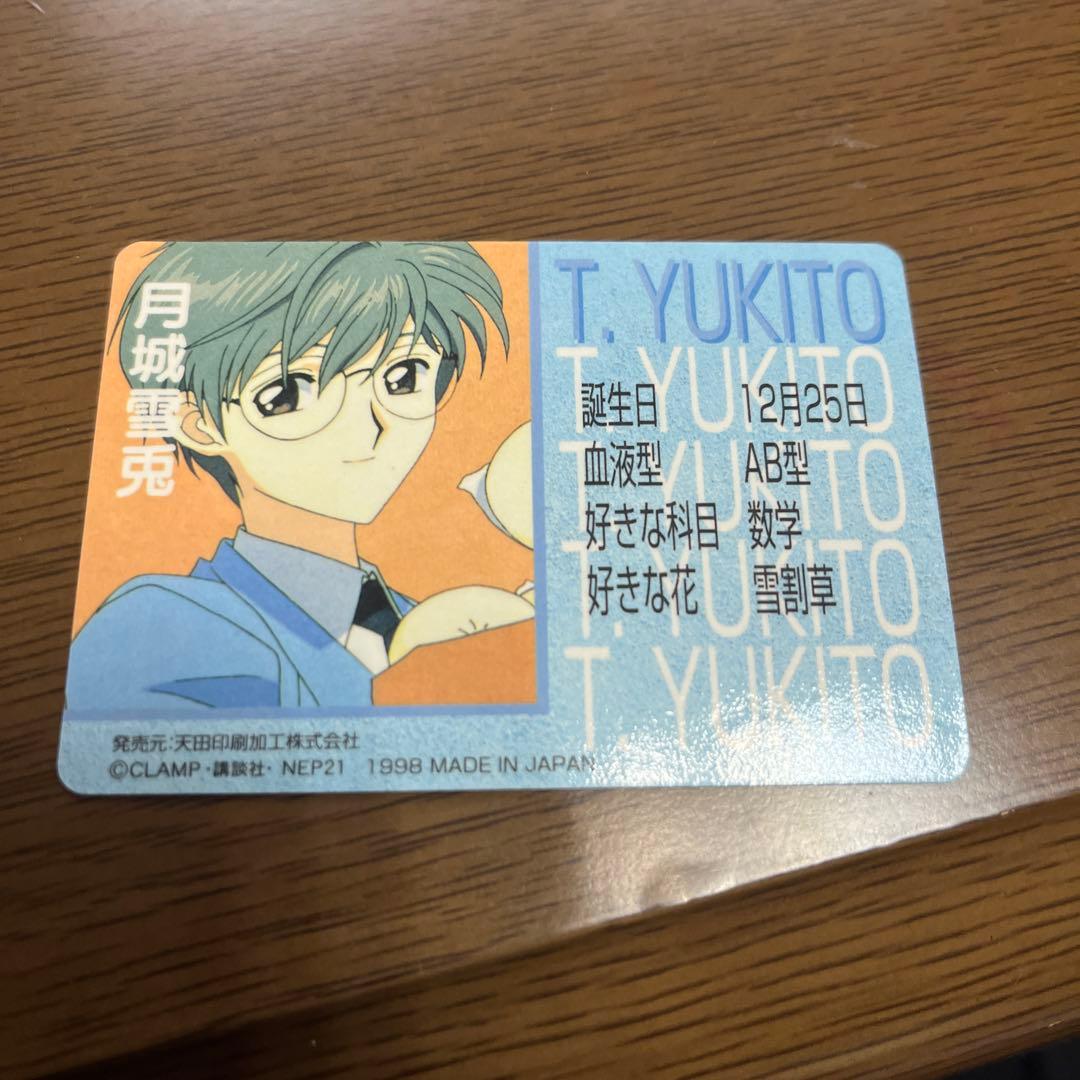 月城雪兎
T. YUKITO
T. YUKITO
誕生日 12月25日
T. YUKITO
血液型 AB型
好きな科目 数学
T. YUKITO
好きな花 雪割草
T. YUKITO
発売元:天田印刷加工株式会社
©CLAMP・講談社・NEP21 1998 MADE IN JAPAN